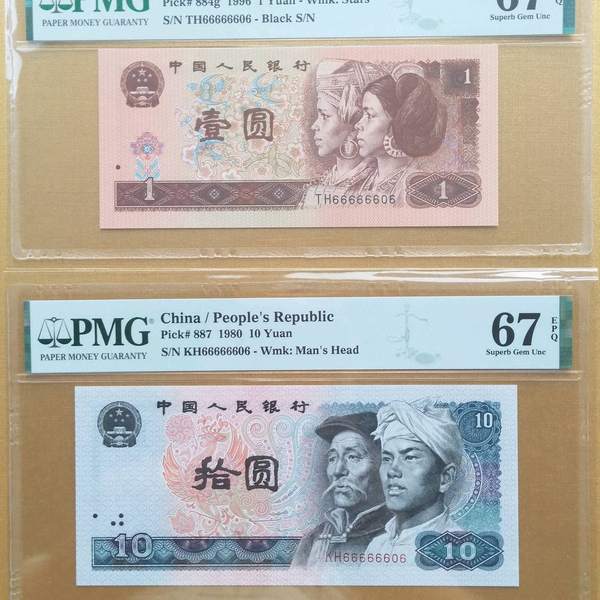 PMG
PAPER MONEY GUARANTY
Pick# 884g 1996 1 Yuan - Wmk: Stars
S/N TH66666606 - Black S/N
67
Superb Gem Unc
中国人民银行
1
壹圆
1
TH66666606
1
PMG
PAPER MONEY GUARANTY
China / People's Republic
Pick# 887 1980 10 Yuan
S/N KH66666606 - Wmk: Man's Head
67 EPQ
Superb Gem Unc
中国人民银行
10
拾圆
10
KH66666606
10